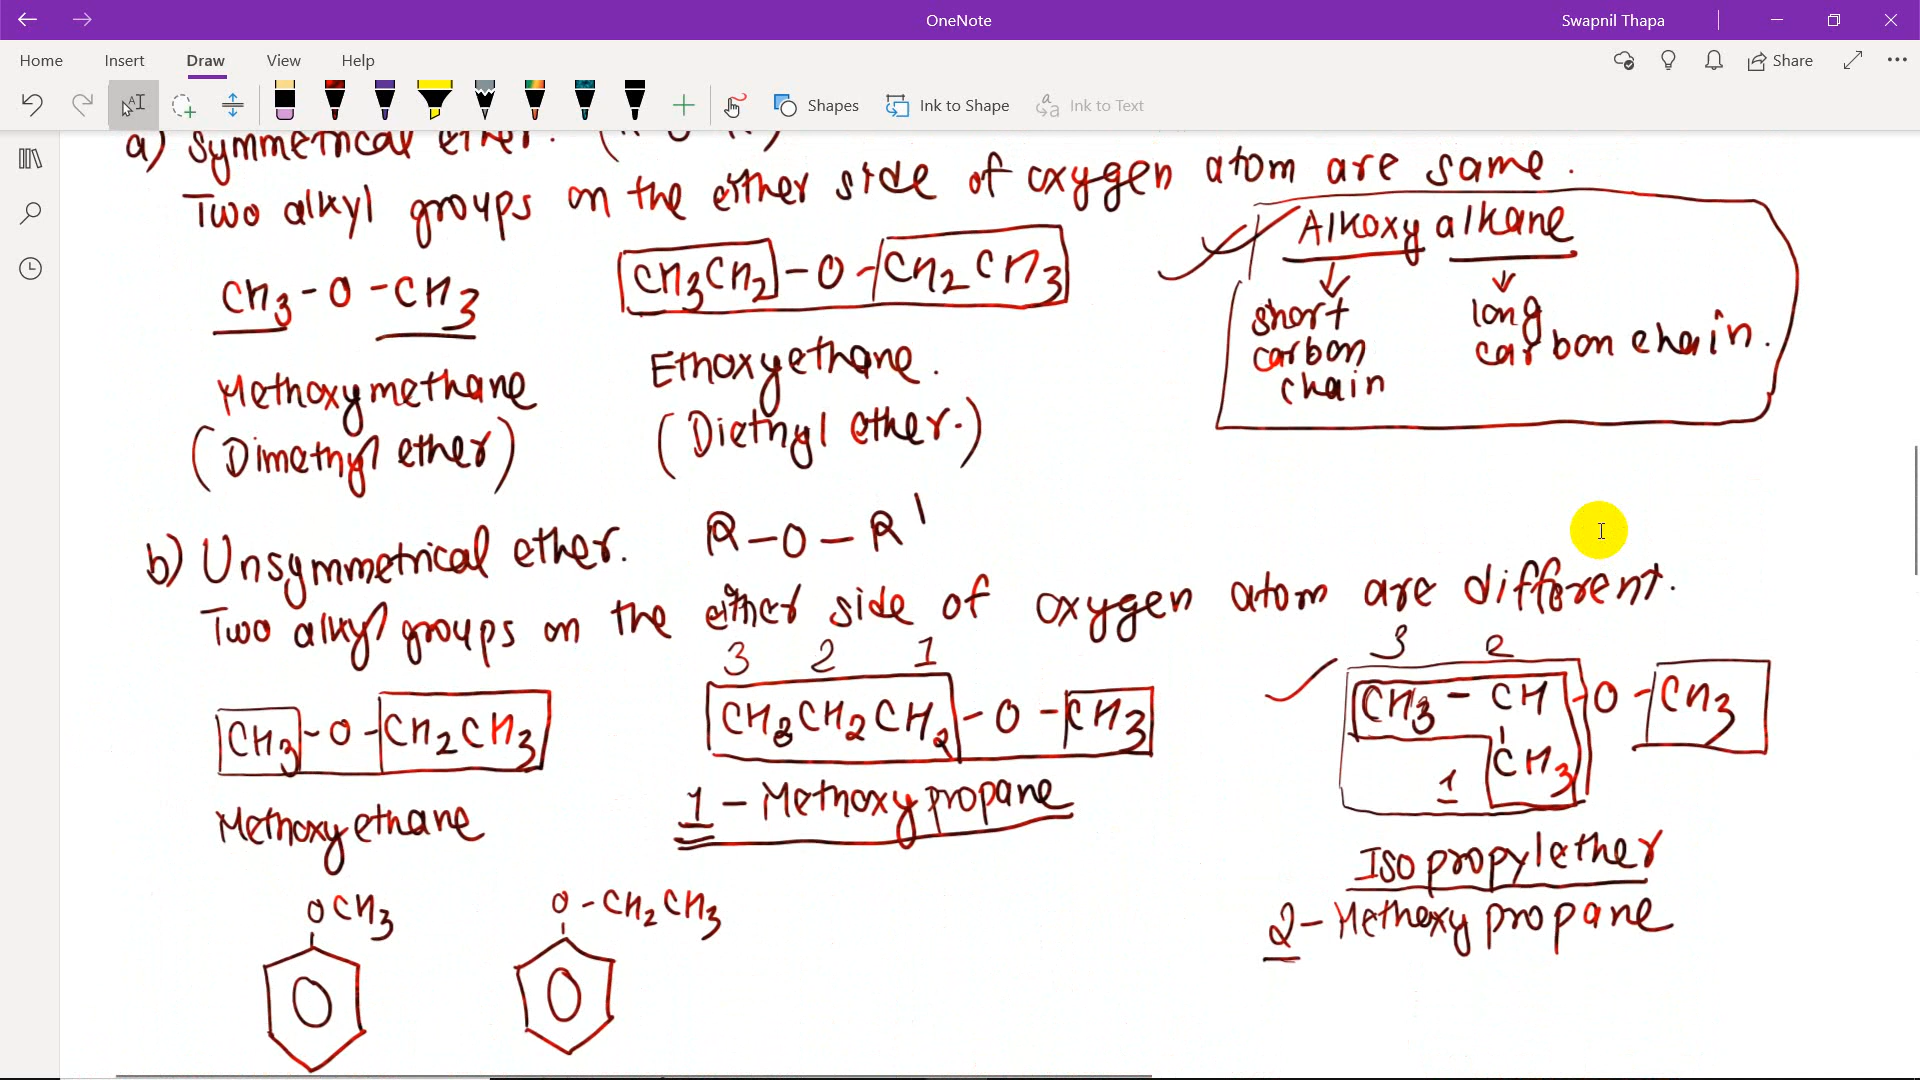 OneNote
Swapnil Thapa
Home Insert Draw View Help
Share
Shapes
Ink to Shape
Ink to Text
a) Symmetrical ether. (R-O-R)
Two alkyl groups on the either side of oxygen atom are same.
CH3-O-CH3
CH3CH2-O-CH2CH3
Alkoxy alkane
short carbon chain
long carbon chain.
Methoxymethane
(Dimethyl ether)
Ethoxyethane.
(Diethyl ether.)
b) Unsymmetrical ether. R-O-R'
Two alkyl groups on the either side of oxygen atom are different.
3 2 1
3 2
CH3-O-CH2CH3
CH3CH2CH2-O-CH3
CH3-CH-O-CH3
1 CH3
Methoxyethane
1-Methoxypropane
Isopropylether
2-Methoxypropane
OCH3
O-CH2CH3